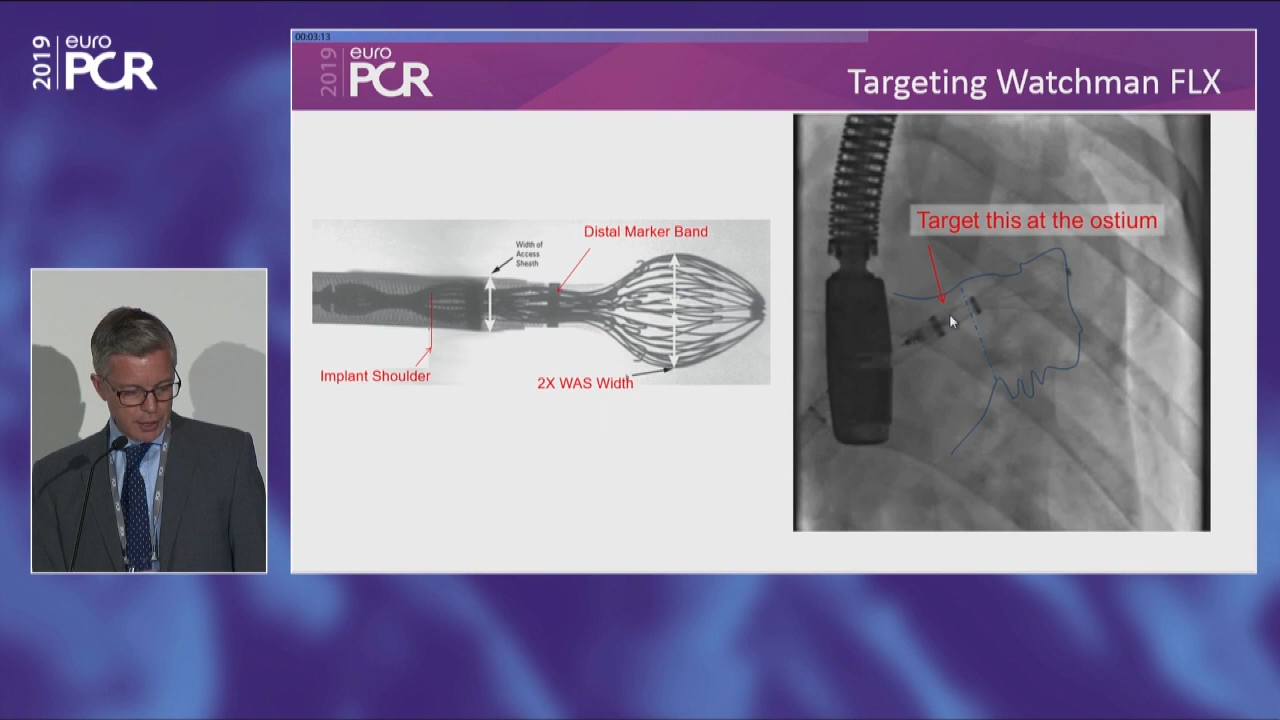 2019
euro
PCR
00:03:13
2019
euro
PCR
Targeting Watchman FLX
Width of
Access
Sheath
Distal Marker Band
Implant Shoulder
2X WAS Width
Target this at the ostium